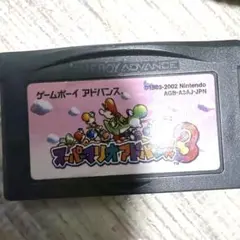 GAME BOY ADVANCE
ゲームボーイ アドバンス
©1983-2002 Nintendo
AGB-A3AJ-JPN
スーパーマリオアドバンス3